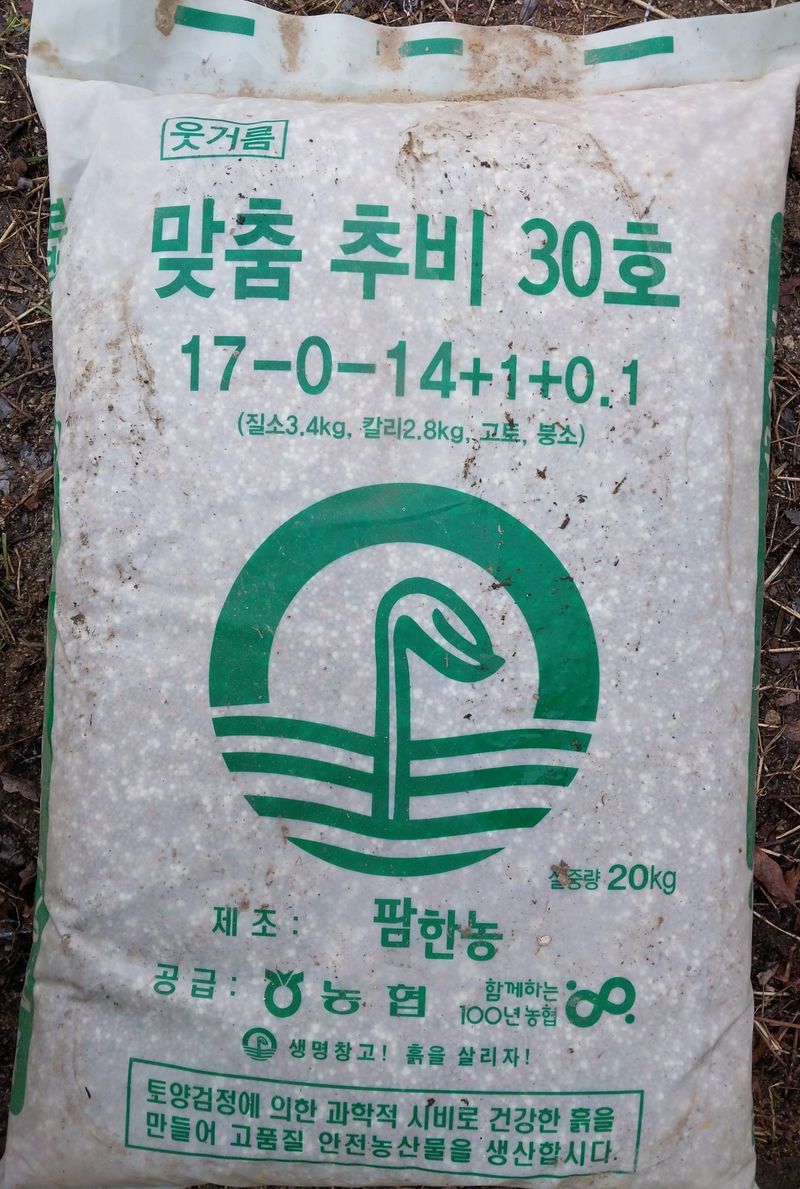 웃거름
맞춤 추비 30호
17-0-14+1+0.1
(질소3.4kg, 칼리2.8kg, 고토, 붕소)
실중량 20kg
제조 : 팜한농
공급 : 농협 함께하는 100년 농협
생명창고! 흙을 살리자!
토양검정에 의한 과학적 시비로 건강한 흙을
만들어 고품질 안전농산물을 생산합시다.